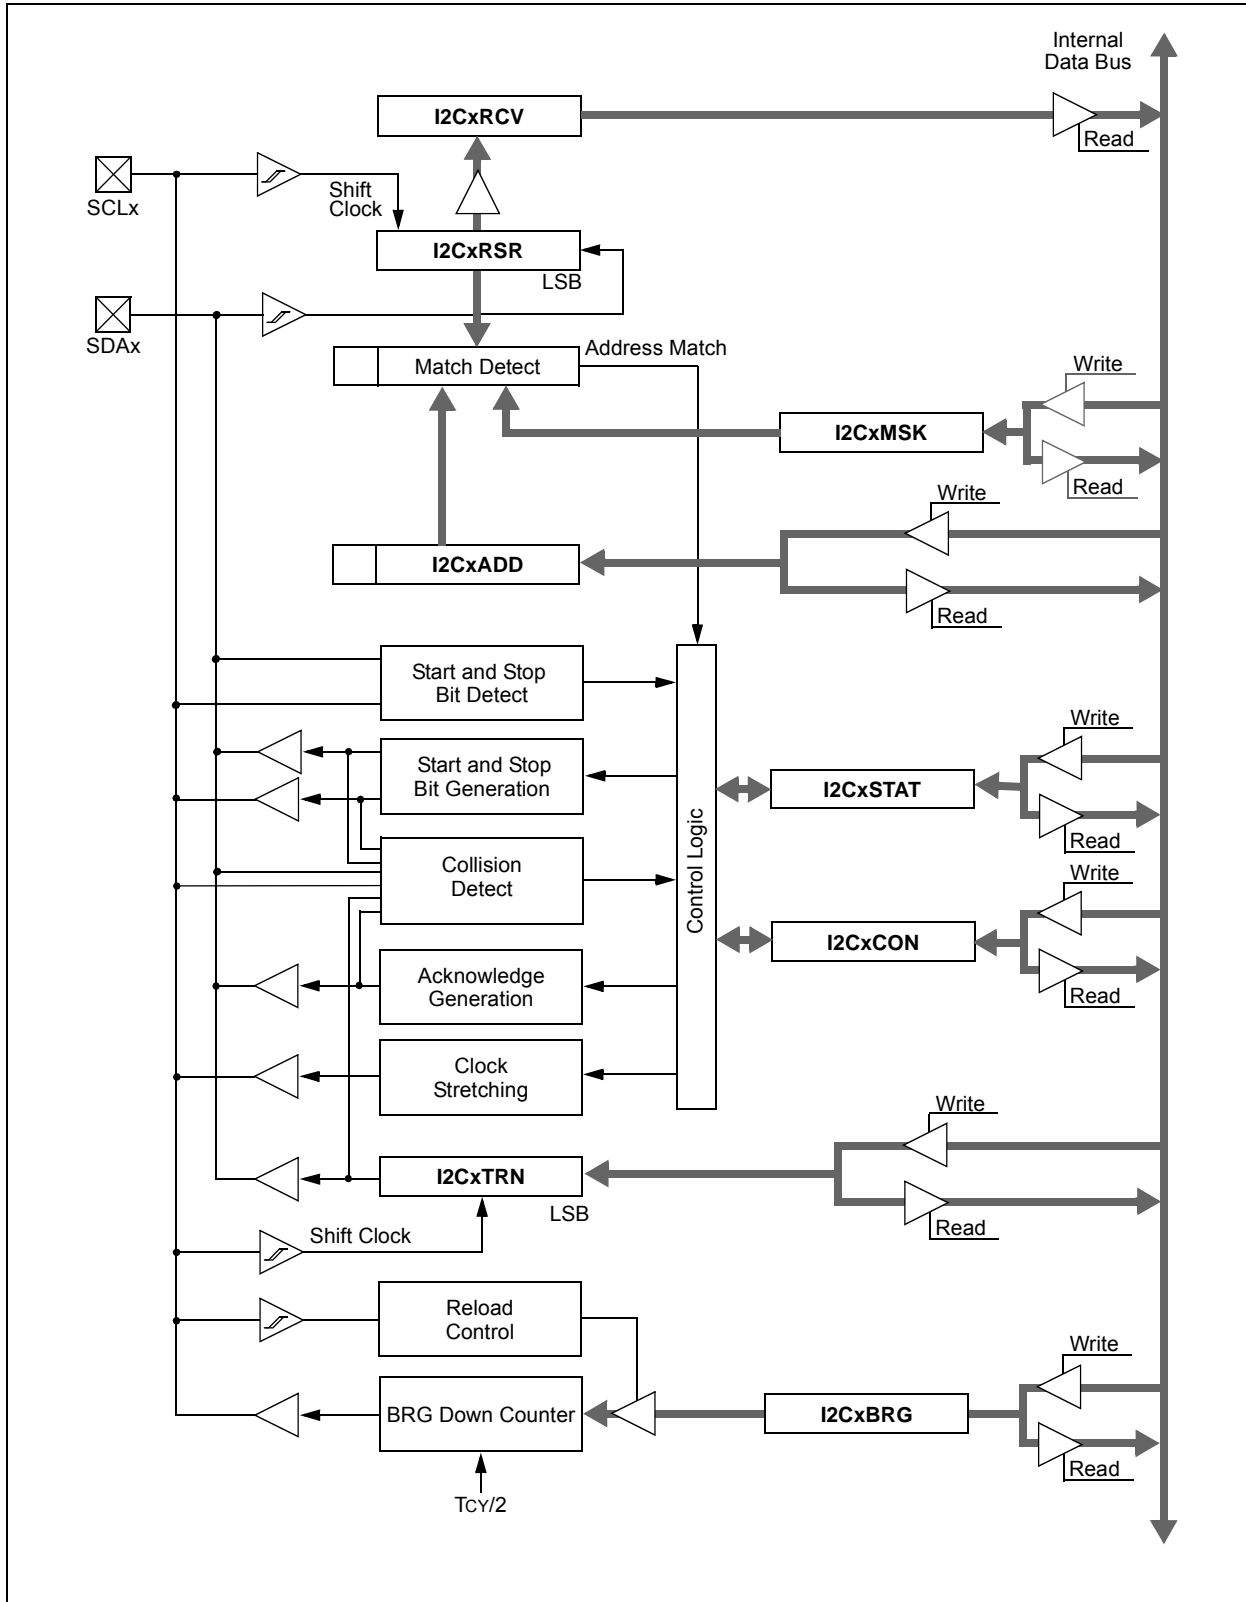 Internal
Data Bus
I2CxRCV
Read
SCLx
Shift
Clock
I2CxRSR
LSB
SDAx
Match Detect
Address Match
Write
I2CxMSK
Read
Write
I2CxADD
Read
Start and Stop
Bit Detect
Start and Stop
Bit Generation
Control Logic
Write
I2CxSTAT
Read
Collision
Detect
Write
I2CxCON
Read
Acknowledge
Generation
Clock
Stretching
Write
I2CxTRN
LSB
Read
Shift Clock
Reload
Control
Write
BRG Down Counter
I2CxBRG
Read
TCY/2